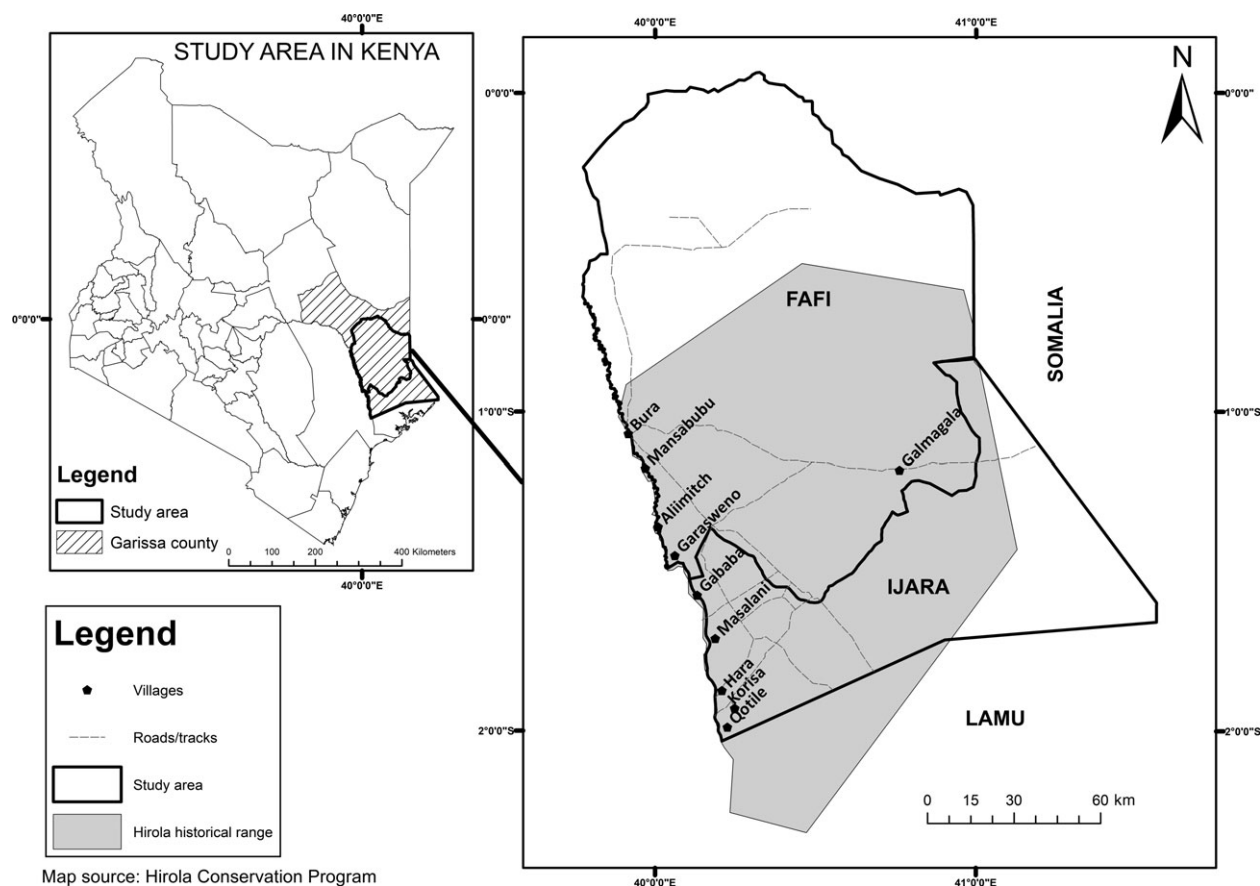 40°0'0"E
STUDY AREA IN KENYA
0°0'0"
0°0'0"
Legend
Study area
Garissa county
0 100 200 400 Kilometers
40°0'0"E
Legend
Villages
Roads/tracks
Study area
Hirola historical range
Map source: Hirola Conservation Program
40°0'0"E 41°0'0"E
N
0°0'0" 0°0'0"
FAFI
SOMALIA
1°0'0"S 1°0'0"S
Bura
Mansabubu
Galmagala
Aliimitch
Garasweno
Gababa
Masalani
IJARA
Hara
Korisa
Qotile
LAMU
2°0'0"S 2°0'0"S
0 15 30 60 km
40°0'0"E 41°0'0"E